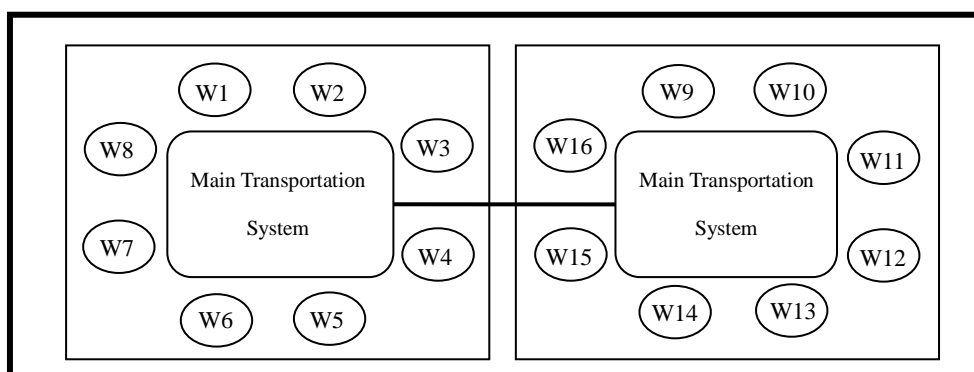 W1
W2
W3
W4
W5
W6
W7
W8
Main Transportation
System
W9
W10
W11
W12
W13
W14
W15
W16
Main Transportation
System